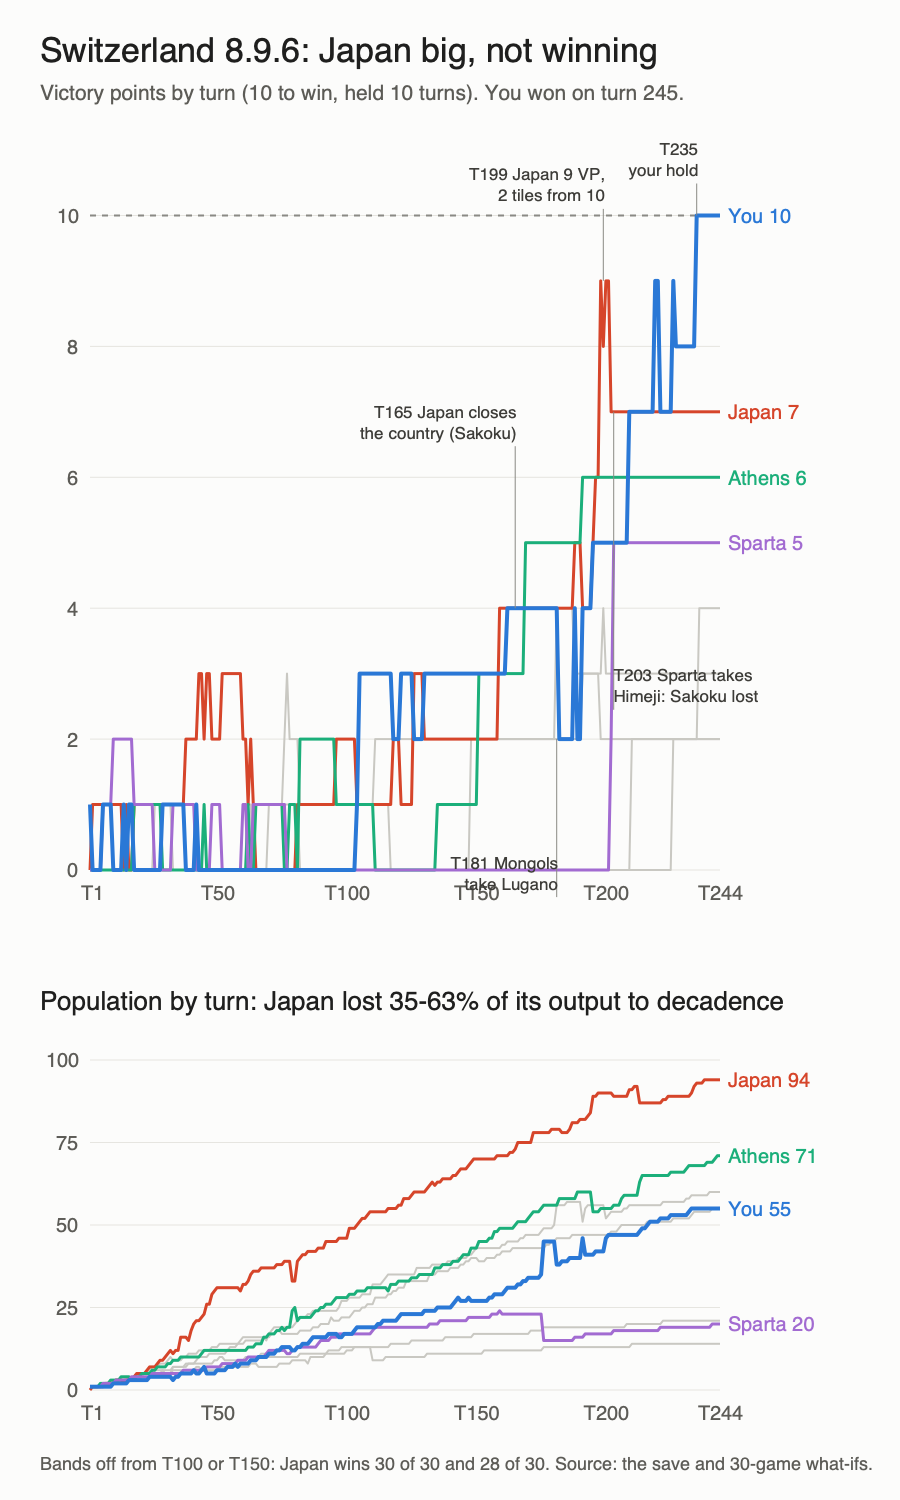 Switzerland 8.9.6: Japan big, not winning
Victory points by turn (10 to win, held 10 turns). You won on turn 245.
T235
your hold
T199 Japan 9 VP,
2 tiles from 10
10
You 10
8
Japan 7
T165 Japan closes
the country (Sakoku)
6
Athens 6
Sparta 5
4
T203 Sparta takes
Himeji: Sakoku lost
2
T181 Mongols
take Lugano
0
T1
T50
T100
T150
T200
T244
Population by turn: Japan lost 35-63% of its output to decadence
100
Japan 94
75
Athens 71
50
You 55
25
Sparta 20
0
T1
T50
T100
T150
T200
T244
Bands off from T100 or T150: Japan wins 30 of 30 and 28 of 30. Source: the save and 30-game what-ifs.